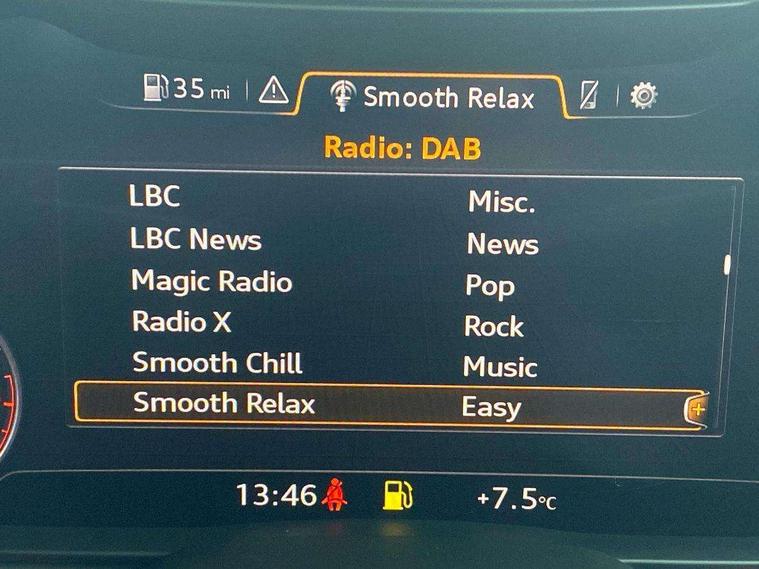 35 mi Smooth Relax
Radio: DAB
LBC Misc.
LBC News News
Magic Radio Pop
Radio X Rock
Smooth Chill Music
Smooth Relax Easy
13:46 +7.5°C